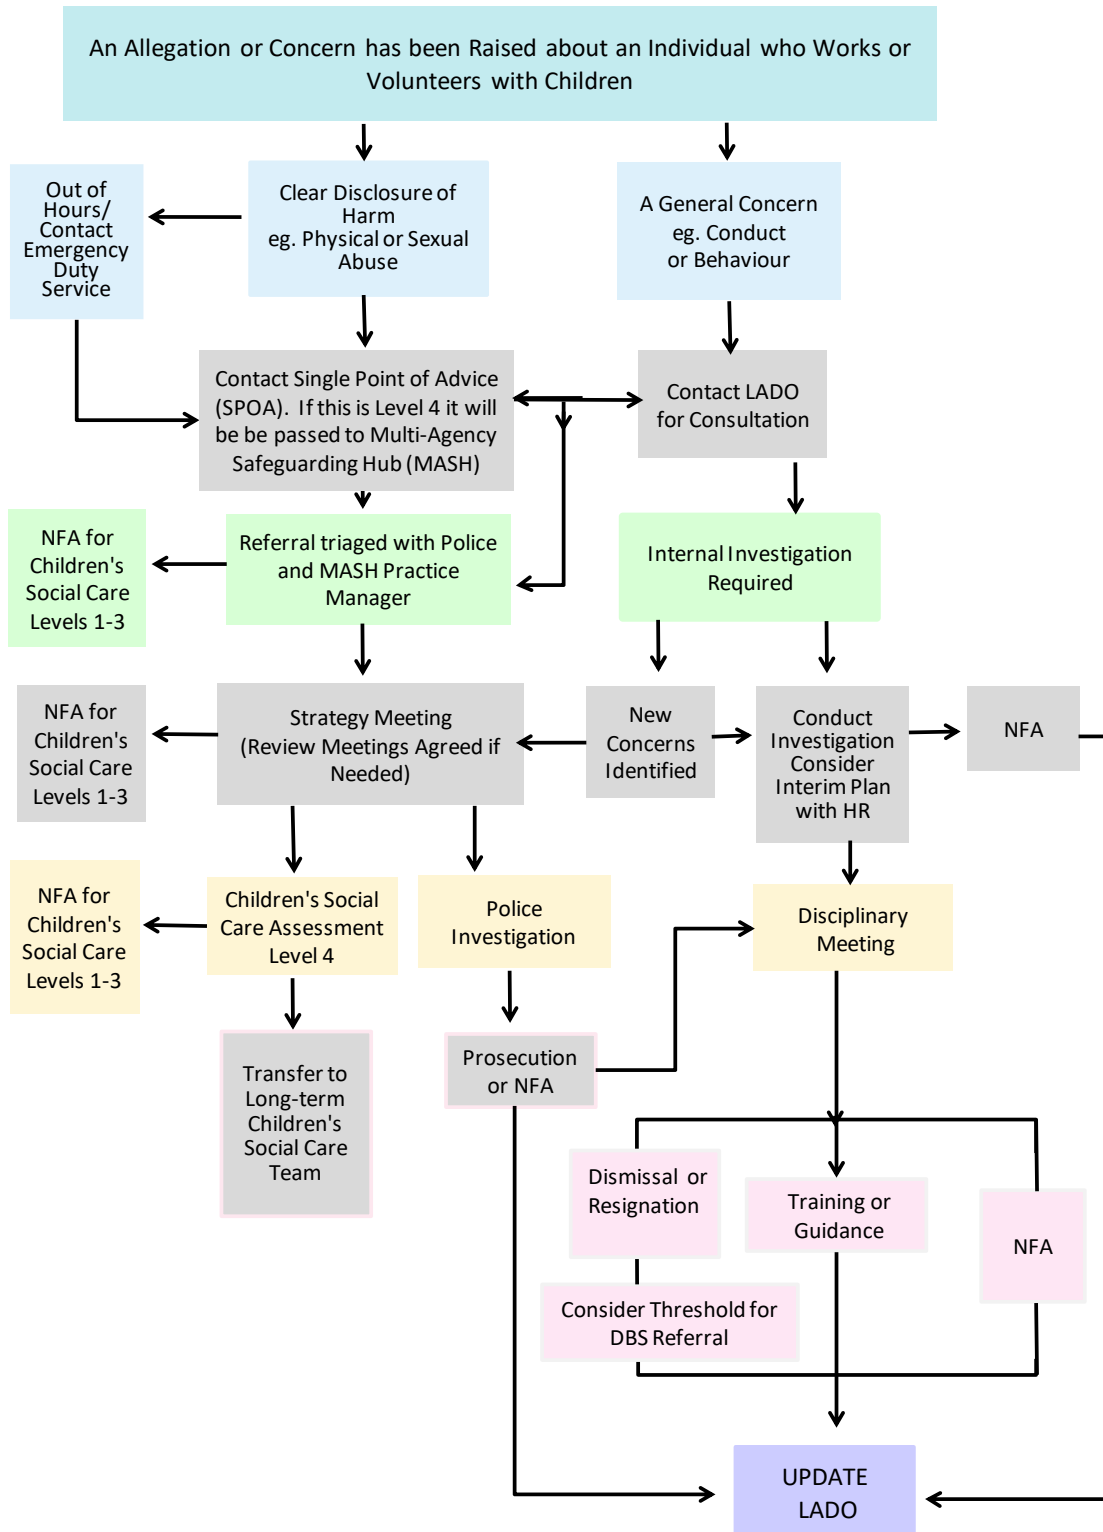 An Allegation or Concern has been Raised about an Individual who Works or
Volunteers with Children
Out of
Hours/
Contact
Emergency
Duty
Service
Clear Disclosure of
Harm
eg. Physical or Sexual
Abuse
A General Concern
eg. Conduct
or Behaviour
Contact Single Point of Advice
(SPOA). If this is Level 4 it will
be be passed to Multi-Agency
Safeguarding Hub (MASH)
Contact LADO
for Consultation
NFA for
Children's
Social Care
Levels 1-3
Referral triaged with Police
and MASH Practice
Manager
Internal Investigation
Required
NFA for
Children's
Social Care
Levels 1-3
Strategy Meeting
(Review Meetings Agreed if
Needed)
New
Concerns
Identified
Conduct
Investigation
Consider
Interim Plan
with HR
NFA
NFA for
Children's
Social Care
Levels 1-3
Children's Social
Care Assessment
Level 4
Police
Investigation
Disciplinary
Meeting
Transfer to
Long-term
Children's
Social Care
Team
Prosecution
or NFA
Dismissal or
Resignation
Training or
Guidance
NFA
Consider Threshold for
DBS Referral
UPDATE
LADO